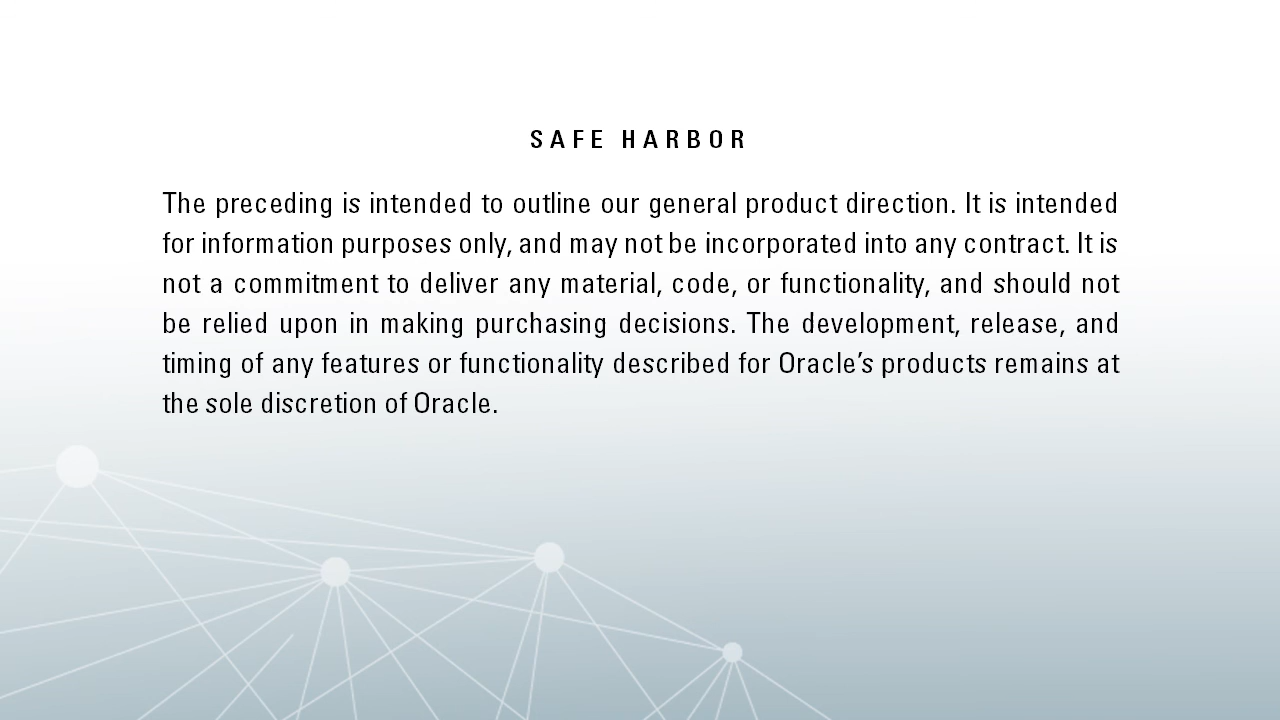 SAFE HARBOR
The preceding is intended to outline our general product direction. It is intended
for information purposes only, and may not be incorporated into any contract. It is
not a commitment to deliver any material, code, or functionality, and should not
be relied upon in making purchasing decisions. The development, release, and
timing of any features or functionality described for Oracle’s products remains at
the sole discretion of Oracle.